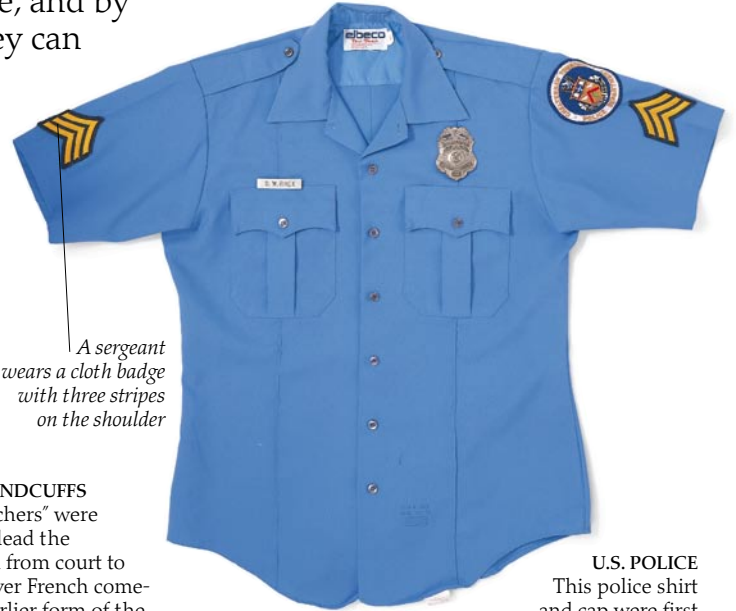 e, and by
ey can
elbeco
A sergeant
wears a cloth badge
with three stripes
on the shoulder
NDCUFFS
chers" were
lead the
from court to
ver French come-
rlier form of the
U.S. POLICE
This police shirt
and cap were first